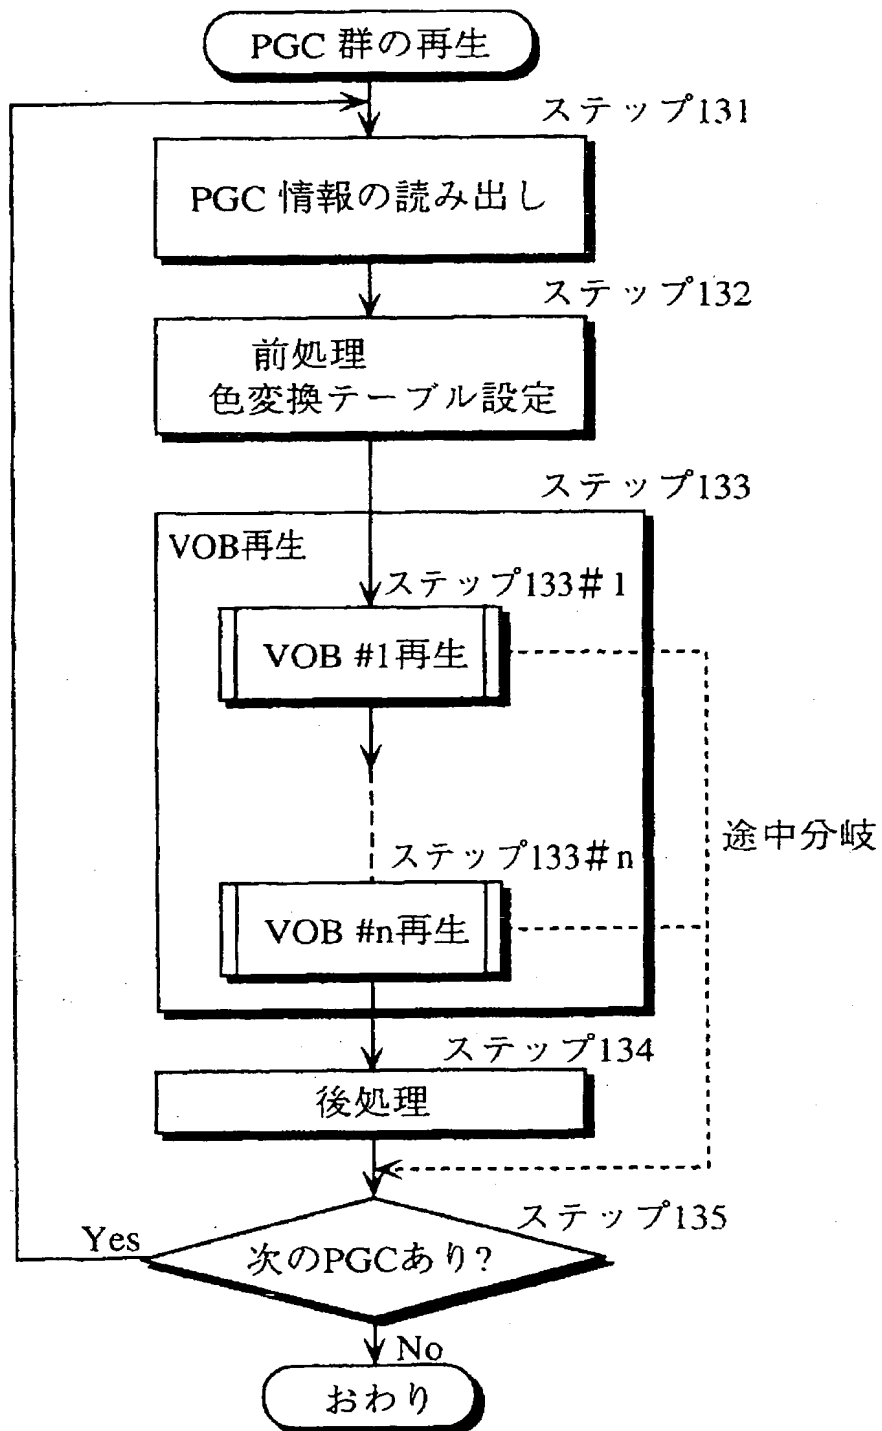 PGC 群の再生
ステップ131
PGC 情報の読み出し
ステップ132
前処理
色変換テーブル設定
ステップ133
VOB再生
ステップ133#1
VOB #1再生
途中分岐
ステップ133#n
VOB #n再生
ステップ134
後処理
ステップ135
Yes
次のPGCあり?
No
おわり